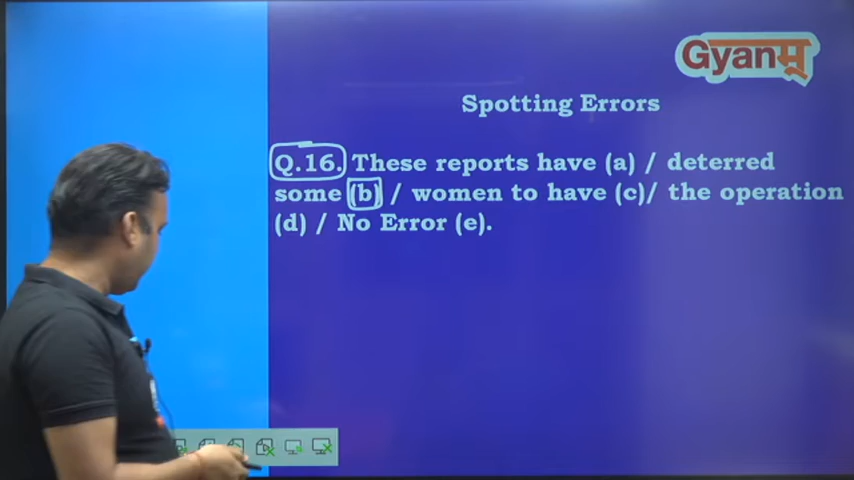 Gyanम्
Spotting Errors
Q.16. These reports have (a) / deterred
some (b) / women to have (c)/ the operation
(d) / No Error (e).